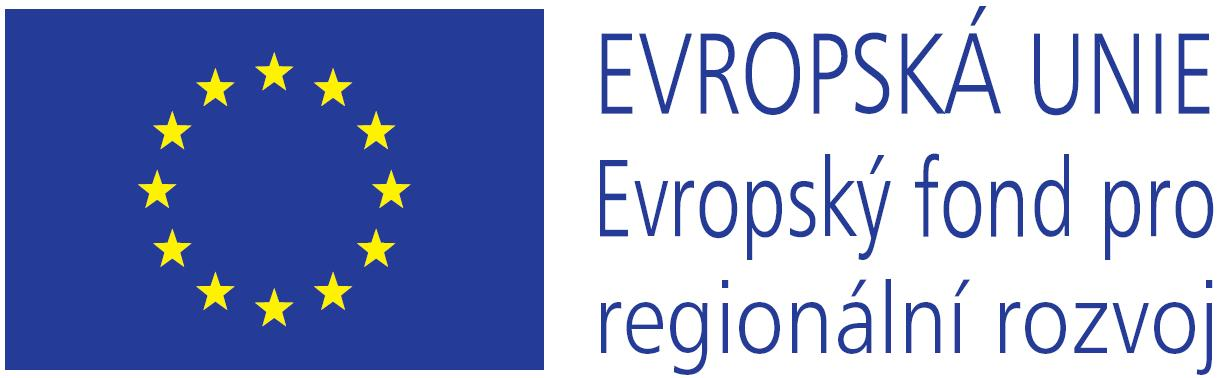 EVROPSKÁ UNIE
Evropský fond pro
regionální rozvoj